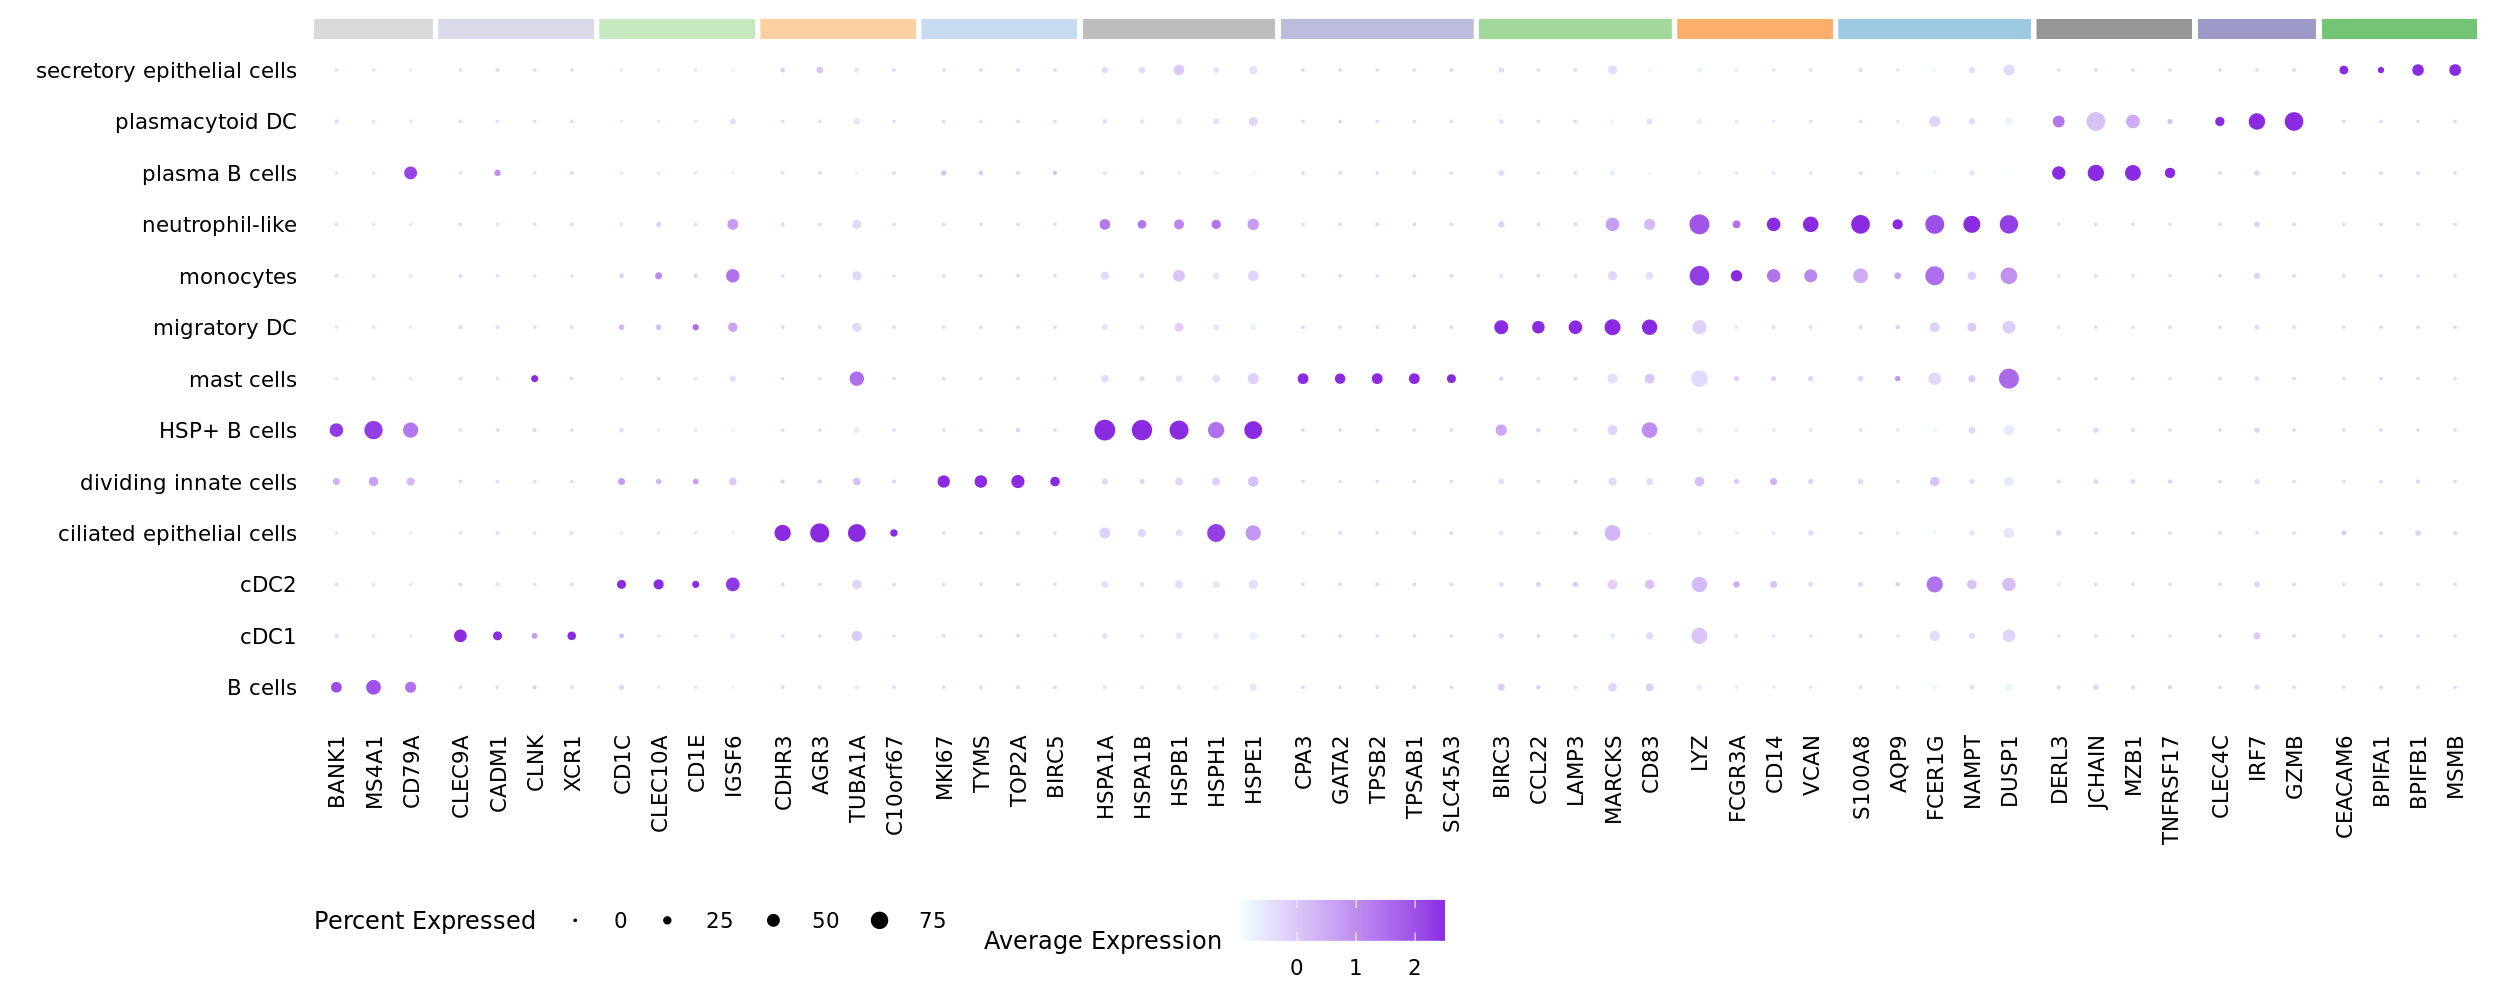 secretory epithelial cells
plasmacytoid DC
plasma B cells
neutrophil-like
monocytes
migratory DC
mast cells
HSP+ B cells
dividing innate cells
ciliated epithelial cells
cDC2
cDC1
B cells
BANK1
MS4A1
CD79A
CLEC9A
CADM1
CLNK
XCR1
CD1C
CLEC10A
CD1E
IGSF6
CDHR3
AGR3
TUBA1A
C10orf67
MKI67
TYMS
TOP2A
BIRC5
HSPA1A
HSPA1B
HSPB1
HSPH1
HSPE1
CPA3
GATA2
TPSB2
TPSAB1
SLC45A3
BIRC3
CCL22
LAMP3
MARCKS
CD83
LYZ
FCGR3A
CD14
VCAN
S100A8
AQP9
FCER1G
NAMPT
DUSP1
DERL3
JCHAIN
MZB1
TNFRSF17
CLEC4C
IRF7
GZMB
CEACAM6
BPIFA1
BPIFB1
MSMB
Percent Expressed 0 25 50 75
Average Expression
0 1 2